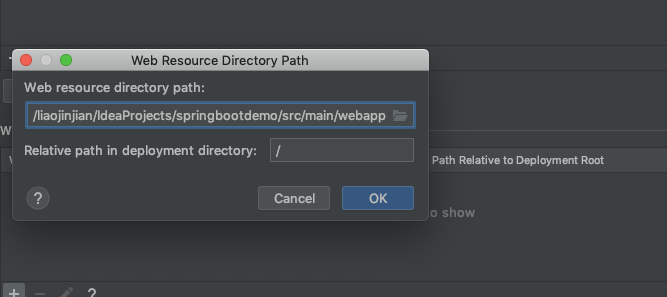 Web Resource Directory Path
Web resource directory path:
/liaojinjian/IdeaProjects/springbootdemo/src/main/webapp
Relative path in deployment directory: /
Path Relative to Deployment Root
? Cancel OK
to show
+ − ?